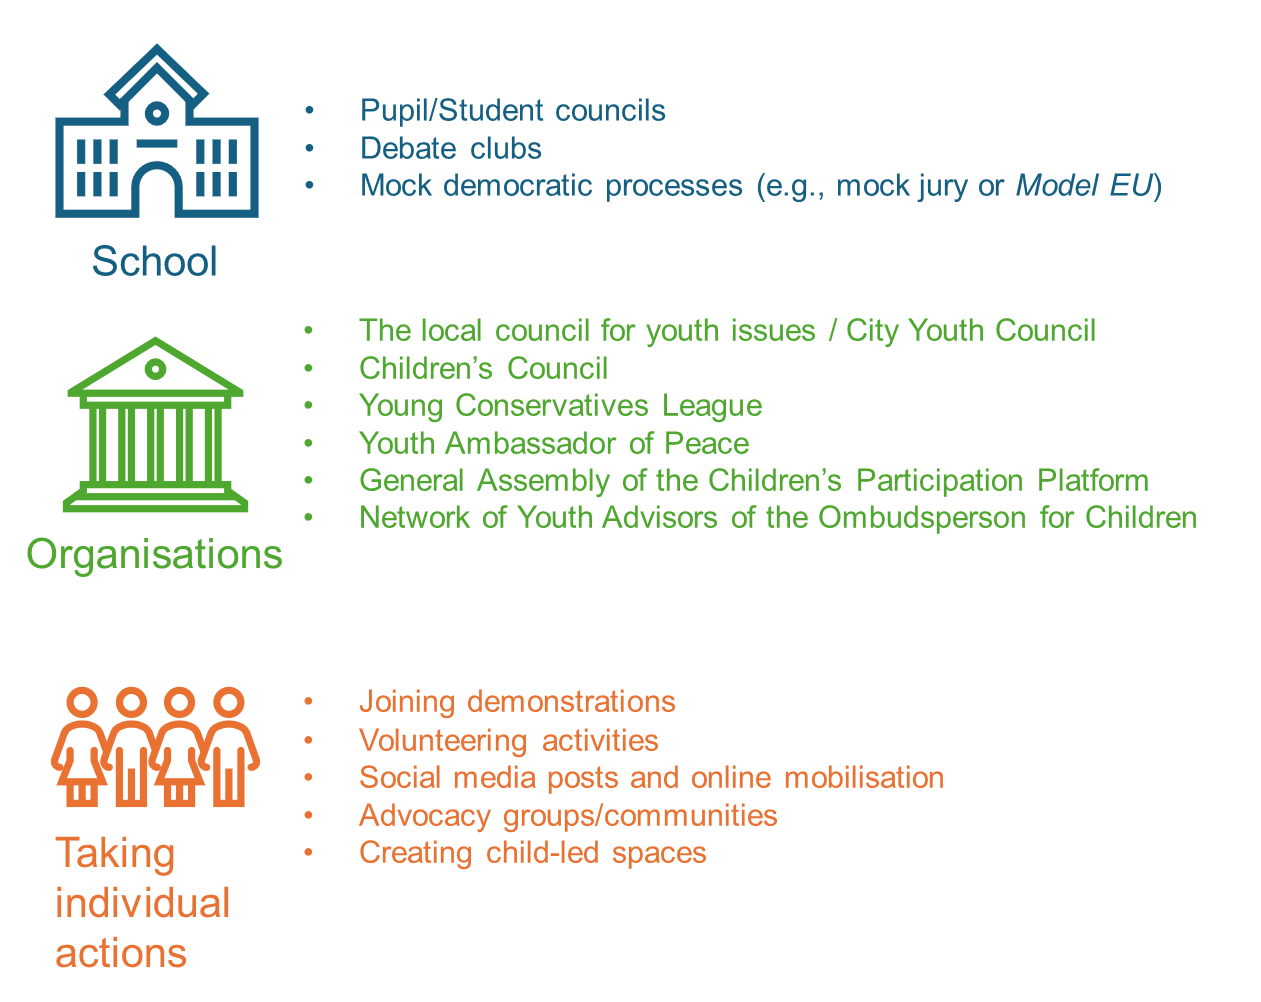 • Pupil/Student councils
• Debate clubs
• Mock democratic processes (e.g., mock jury or Model EU)
School
• The local council for youth issues / City Youth Council
• Children’s Council
• Young Conservatives League
• Youth Ambassador of Peace
• General Assembly of the Children’s Participation Platform
• Network of Youth Advisors of the Ombudsperson for Children
Organisations
• Joining demonstrations
• Volunteering activities
• Social media posts and online mobilisation
• Advocacy groups/communities
• Creating child-led spaces
Taking
individual
actions